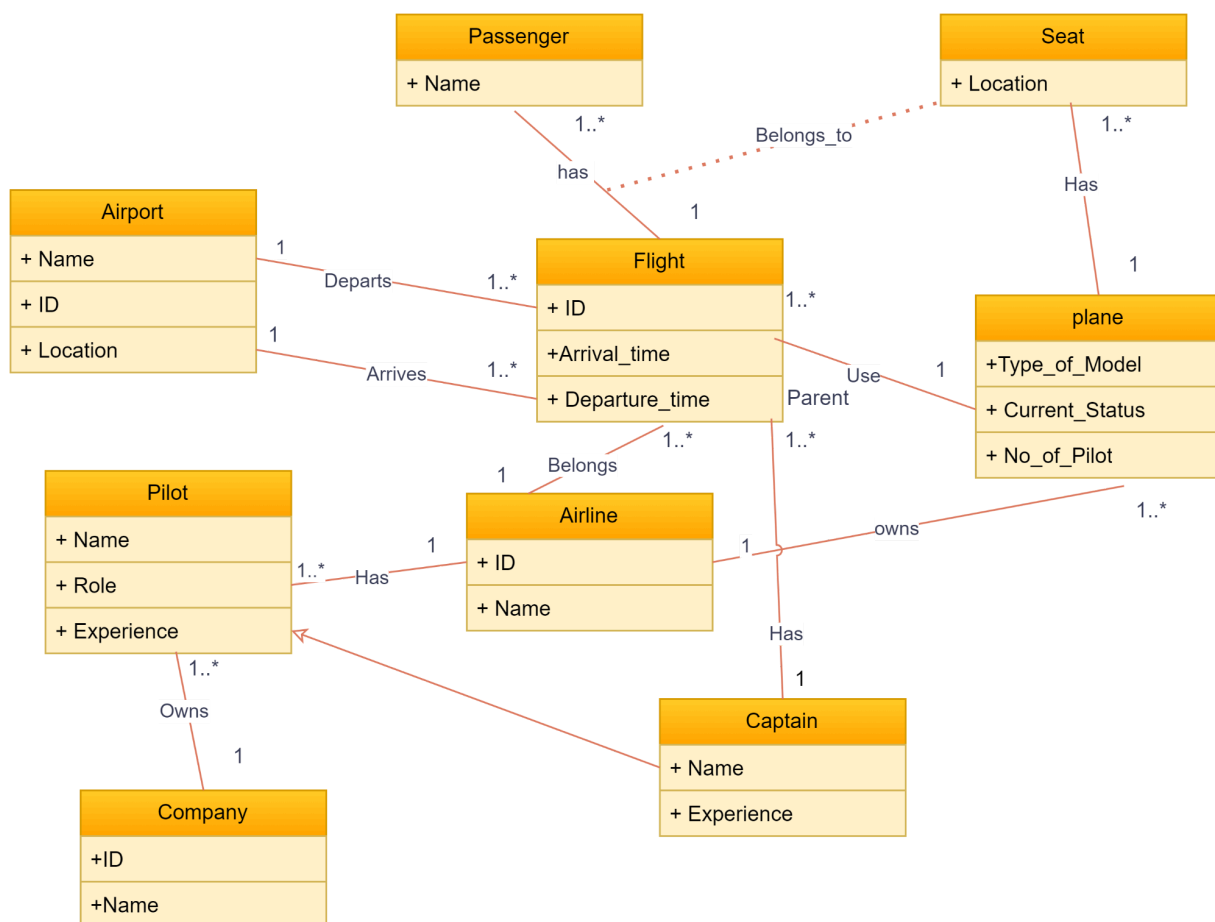 Passenger
+ Name
Seat
+ Location
1..*
1..*
Belongs_to
has
Has
Airport
+ Name
+ ID
+ Location
1
1
Departs
1..*
Arrives
1..*
1
Flight
+ ID
+Arrival_time
+ Departure_time
1..*
Parent
1..*
Use
1
1
plane
+Type_of_Model
+ Current_Status
+ No_of_Pilot
1..*
Belongs
1..*
1
Pilot
+ Name
+ Role
+ Experience
1..*
Has
1
Airline
+ ID
+ Name
1
owns
Has
1
1..*
Owns
1
Captain
+ Name
+ Experience
Company
+ID
+Name